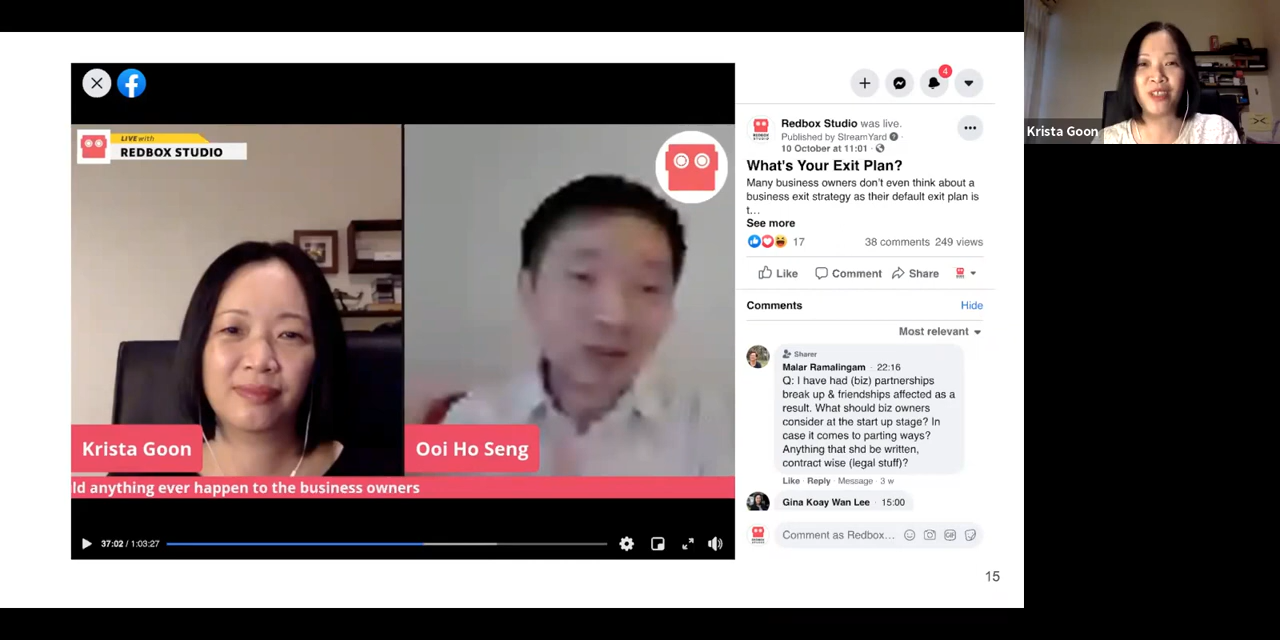 LIVE with
REDBOX STUDIO
Krista Goon
Ooi Ho Seng
ld anything ever happen to the business owners
37:02 / 1:03:27
4
Redbox Studio was live.
Published by StreamYard ·
10 October at 11:01 ·
What's Your Exit Plan?
Many business owners don't even think about a
business exit strategy as their default exit plan is
t...
See more
17
38 comments 249 views
Like
Comment
Share
Comments
Hide
Most relevant
Sharer
Malar Ramalingam · 22:16
Q: I have had (biz) partnerships
break up & friendships affected as a
result. What should biz owners
consider at the start up stage? In
case it comes to parting ways?
Anything that shd be written,
contract wise (legal stuff)?
Like · Reply · Message · 3 w
Gina Koay Wan Lee · 15:00
Comment as Redbox...
GIF
15
Krista Goon